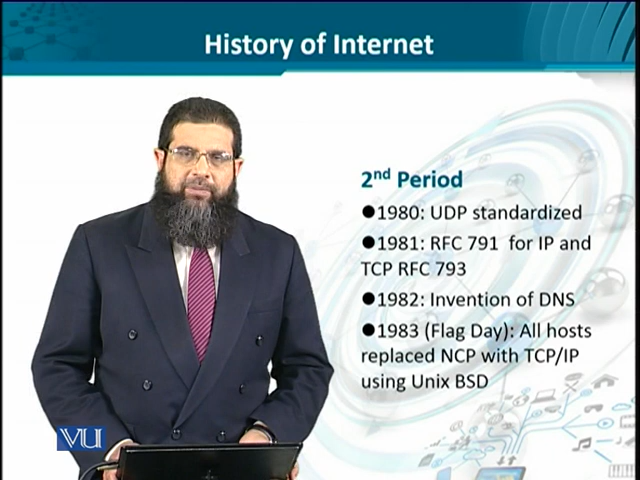 History of Internet
2nd Period
●1980: UDP standardized
●1981: RFC 791 for IP and
TCP RFC 793
●1982: Invention of DNS
●1983 (Flag Day): All hosts
replaced NCP with TCP/IP
using Unix BSD
VU